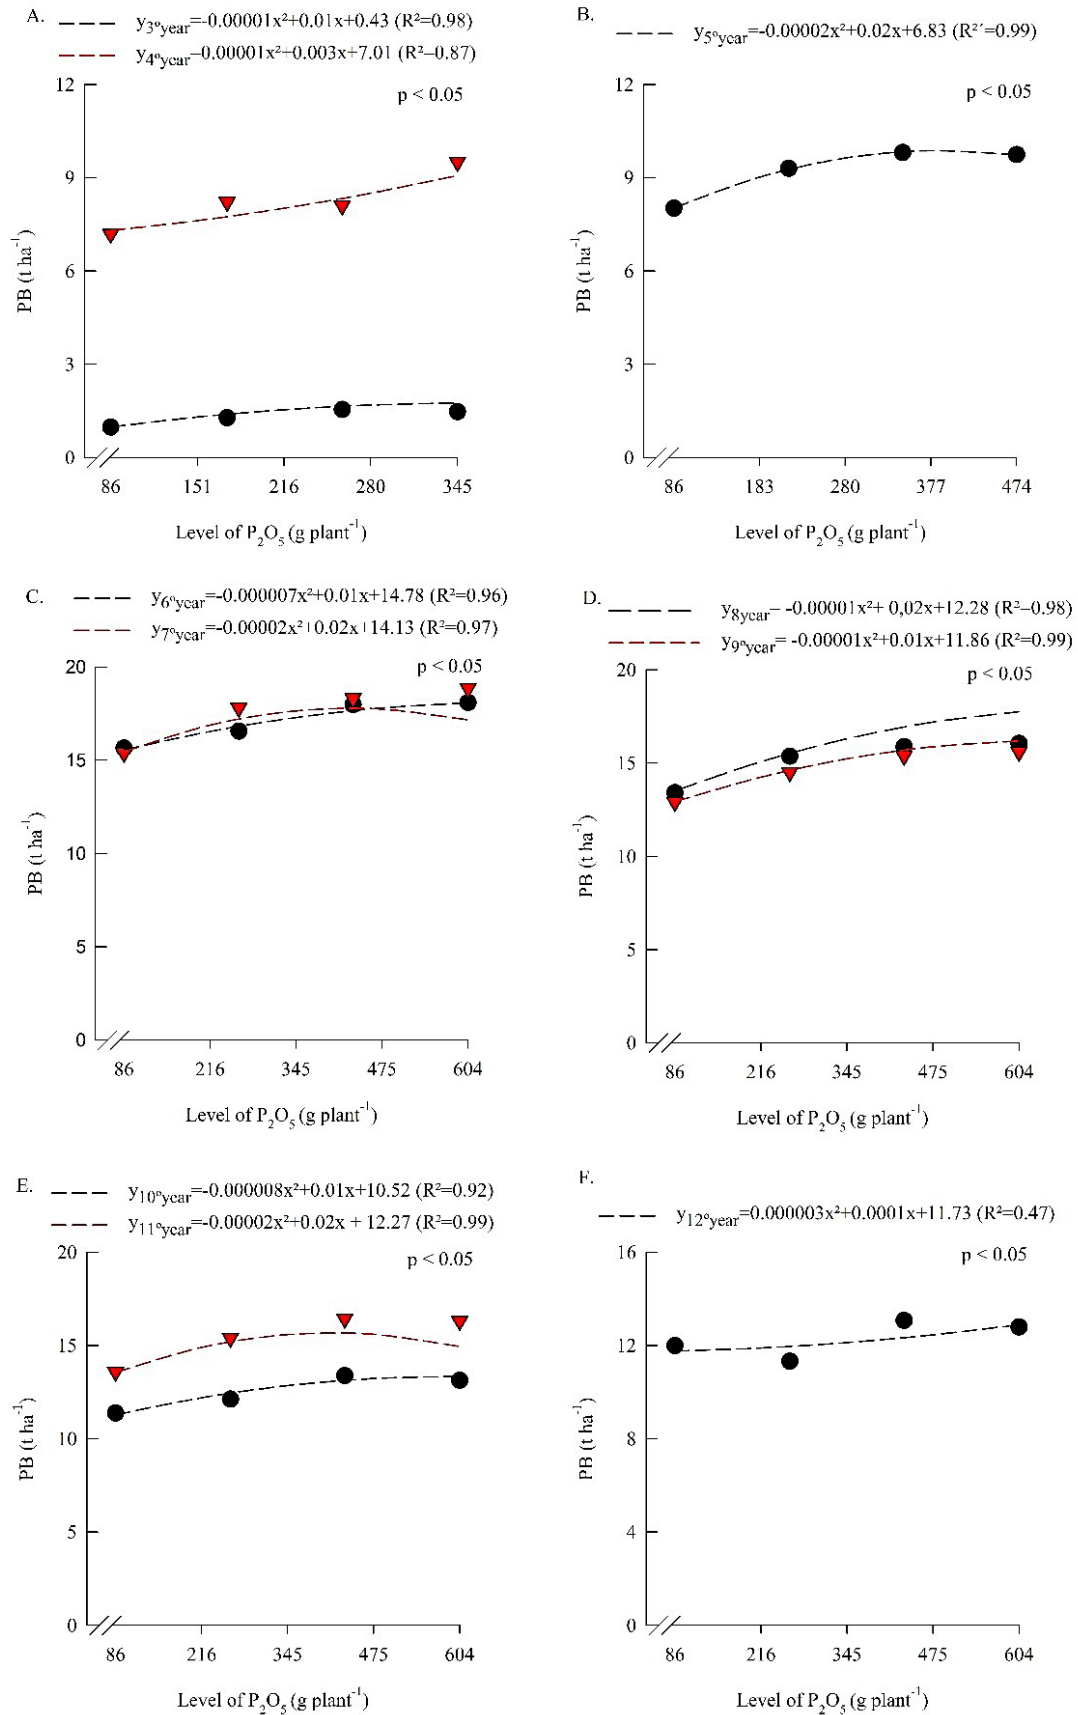 A.
y3ºyear=-0.00001x²+0.01x+0.43 (R²=0.98)
y4ºyear=0.00001x²+0.003x+7.01 (R²=0.87)
p < 0.05
12
9
6
3
0
PB (t ha-1)
86 151 216 280 345
Level of P2O5 (g plant-1)
B.
y5ºyear=-0.00002x²+0.02x+6.83 (R²´=0.99)
p < 0.05
12
9
6
3
0
PB (t ha-1)
86 183 280 377 474
Level of P2O5 (g plant-1)
C.
y6ºyear=-0.000007x²+0.01x+14.78 (R²=0.96)
y7ºyear=-0.00002x²+0.02x+14.13 (R²=0.97)
p < 0.05
20
15
10
5
0
PB (t ha-1)
86 216 345 475 604
Level of P2O5 (g plant-1)
D.
y8year= -0.00001x²+ 0,02x+12.28 (R²=0.98)
y9ºyear= -0.00001x²+0.01x+11.86 (R²=0.99)
p < 0.05
20
15
10
5
0
PB (t ha-1)
86 216 345 475 604
Level of P2O5 (g plant-1)
E.
y10ºyear=-0.000008x²+0.01x+10.52 (R²=0.92)
y11ºyear=-0.00002x²+0.02x + 12.27 (R²=0.99)
p < 0.05
20
15
10
5
0
PB (t ha-1)
86 216 345 475 604
Level of P2O5 (g plant-1)
F.
y12ºyear=0.000003x²+0.0001x+11.73 (R²=0.47)
p < 0.05
16
12
8
4
0
PB (t ha-1)
86 216 345 475 604
Level of P2O5 (g plant-1)